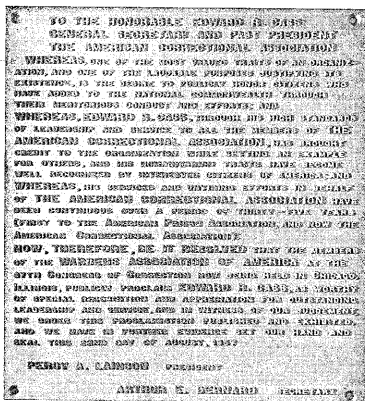 TO THE HONORABLE EDWARD R. CASS
GENERAL SECRETARY AND PAST PRESIDENT
THE AMERICAN CORRECTIONAL ASSOCIATION
WHEREAS, ONE OF THE MOST VALUED TRAITS OF AN ORGANIZ-
ATION, AND ONE OF THE LAUDABLE PURPOSES JUSTIFYING ITS
EXISTENCE, IS THE DESIRE TO PUBLICLY HONOR CITIZENS WHO
HAVE ADDED TO THE NATIONAL COMMONWEALTH THROUGH
THEIR MERITORIOUS CONDUCT AND EFFORTS; AND
WHEREAS, EDWARD R. CASS, THROUGH HIS HIGH STANDARDS
OF LEADERSHIP AND SERVICE TO ALL THE MEMBERS OF THE
AMERICAN CORRECTIONAL ASSOCIATION, HAS BROUGHT
CREDIT TO THE ORGANIZATION WHILE SETTING AN EXAMPLE
FOR OTHERS, AND HIS TRAITS HAVE BECOME
WELL RECOGNIZED BY INTERESTED CITIZENS OF AMERICA; AND
WHEREAS, HIS SERVICES AND UNTIRING EFFORTS IN BEHALF
OF THE AMERICAN CORRECTIONAL ASSOCIATION HAVE
BEEN CONTINUOUS OVER A PERIOD OF THIRTY-FIVE YEARS
(FIRST TO THE AMERICAN PRISON ASSOCIATION, AND NOW THE
AMERICAN CORRECTIONAL ASSOCIATION);
NOW, THEREFORE, BE IT RESOLVED THAT THE MEMBERS
OF THE WARDENS ASSOCIATION OF AMERICA AT THE
87TH CONGRESS OF CORRECTION NOW BEING HELD IN CHICAGO,
ILLINOIS, PUBLICLY PROCLAIM EDWARD R. CASS, AS WORTHY
OF SPECIAL RECOGNITION AND APPRECIATION FOR OUTSTANDING
LEADERSHIP AND SERVICE, AND IN WITNESS OF OUR JUDGEMENT,
WE ORDER THIS PROCLAMATION PUBLISHED AND EXHIBITED,
AND WE HAVE IN FURTHER EVIDENCE SET OUR HAND AND
SEAL THIS DAY OF AUGUST, 1957
PERCY A. LAINSON PRESIDENT
ARTHUR E. BERNARD SECRETARY